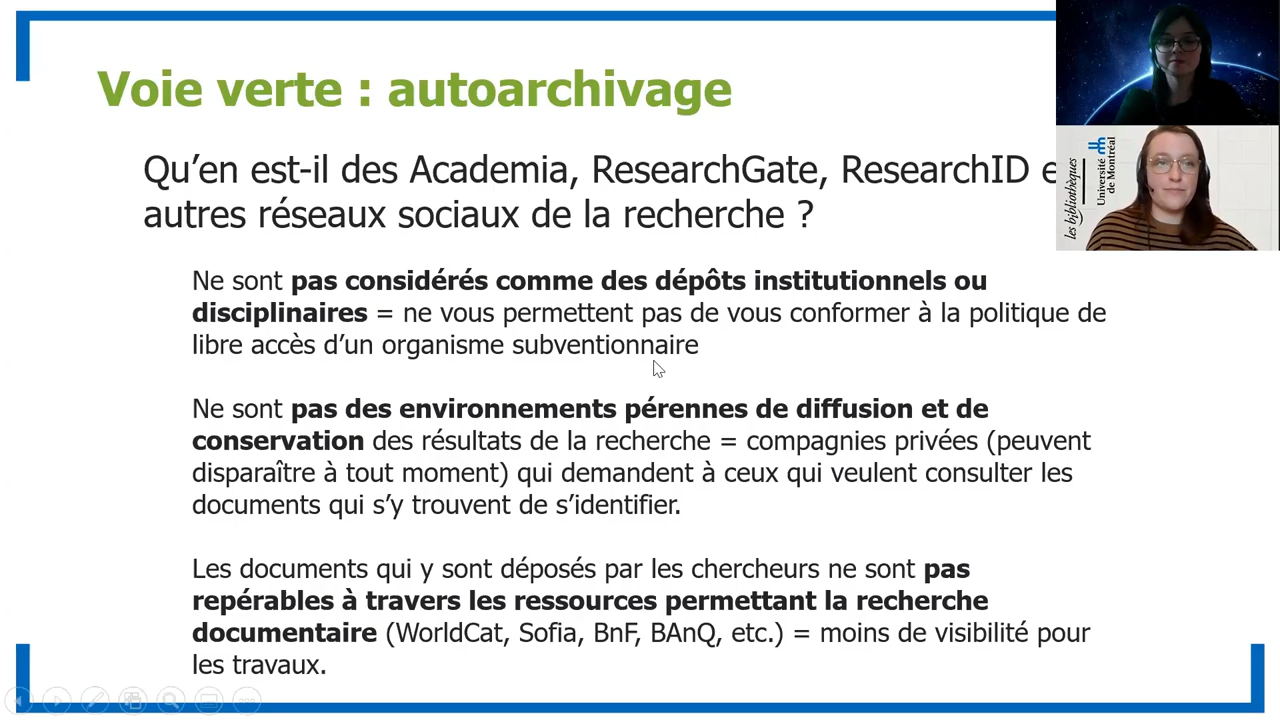 Voie verte : autoarchivage
Qu’en est-il des Academia, ResearchGate, ResearchID e
autres réseaux sociaux de la recherche ?
Ne sont pas considérés comme des dépôts institutionnels ou
disciplinaires = ne vous permettent pas de vous conformer à la politique de
libre accès d’un organisme subventionnaire
Ne sont pas des environnements pérennes de diffusion et de
conservation des résultats de la recherche = compagnies privées (peuvent
disparaître à tout moment) qui demandent à ceux qui veulent consulter les
documents qui s’y trouvent de s’identifier.
Les documents qui y sont déposés par les chercheurs ne sont pas
repérables à travers les ressources permettant la recherche
documentaire (WorldCat, Sofia, BnF, BAnQ, etc.) = moins de visibilité pour
les travaux.
les bibliothèques
Université
de Montréal